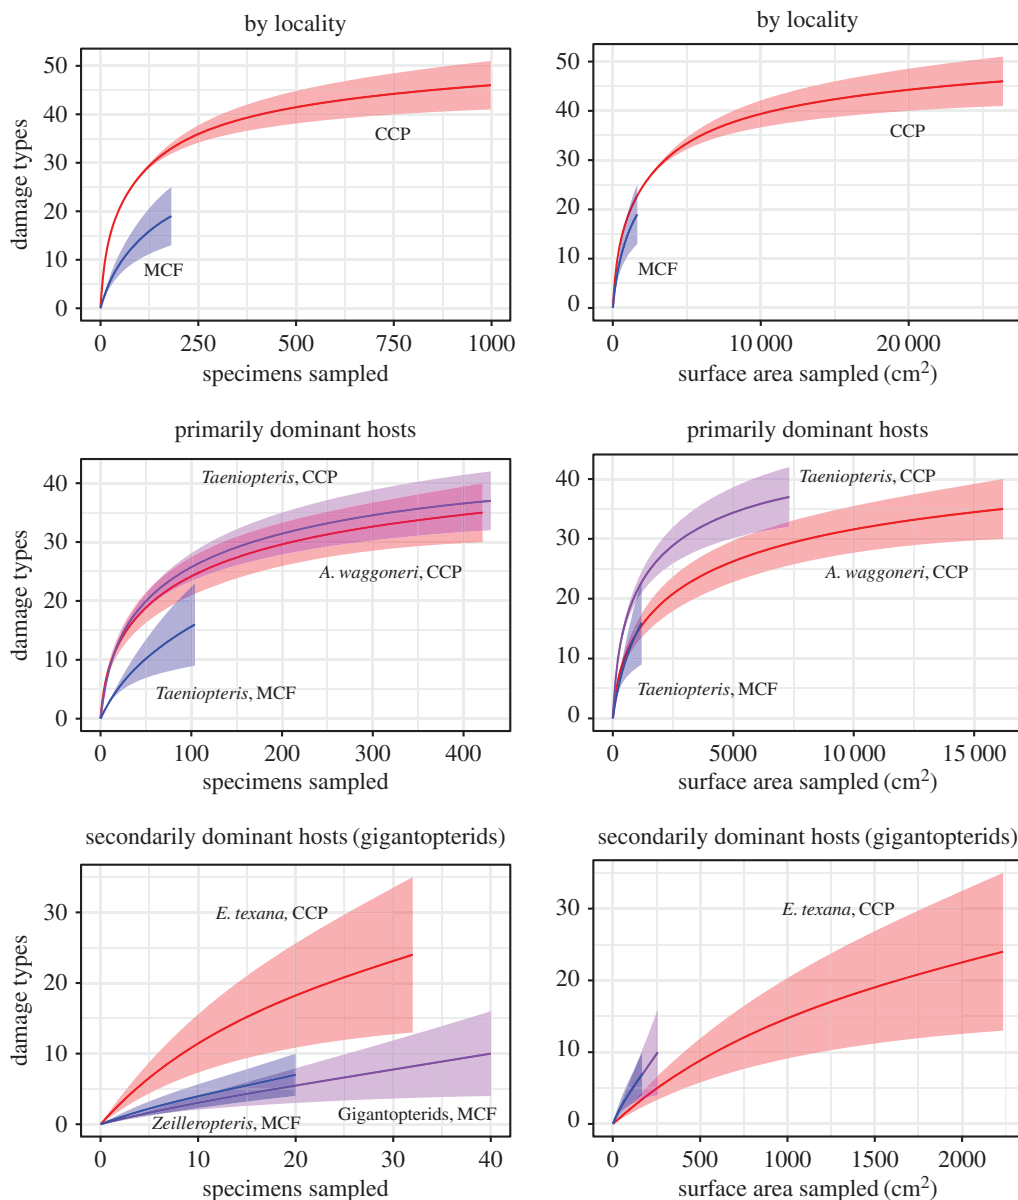 by locality
50
40
30
20
10
0
damage types
CCP
MCF
0 250 500 750 1000
specimens sampled
by locality
50
40
30
20
10
0
CCP
MCF
0 10 000 20 000
surface area sampled (cm²)
primarily dominant hosts
40
30
20
10
0
damage types
Taeniopteris, CCP
A. waggoneri, CCP
Taeniopteris, MCF
0 100 200 300 400
specimens sampled
primarily dominant hosts
40
30
20
10
0
Taeniopteris, CCP
A. waggoneri, CCP
Taeniopteris, MCF
0 5000 10 000 15 000
surface area sampled (cm²)
secondarily dominant hosts (gigantopterids)
30
20
10
0
damage types
E. texana, CCP
Zeilleropteris, MCF
Gigantopterids, MCF
0 10 20 30 40
specimens sampled
secondarily dominant hosts (gigantopterids)
30
20
10
0
E. texana, CCP
0 500 1000 1500 2000
surface area sampled (cm²)